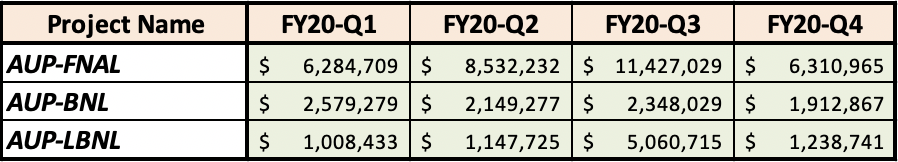 Project Name FY20-Q1 FY20-Q2 FY20-Q3 FY20-Q4
AUP-FNAL $ 6,284,709 $ 8,532,232 $ 11,427,029 $ 6,310,965
AUP-BNL $ 2,579,279 $ 2,149,277 $ 2,348,029 $ 1,912,867
AUP-LBNL $ 1,008,433 $ 1,147,725 $ 5,060,715 $ 1,238,741